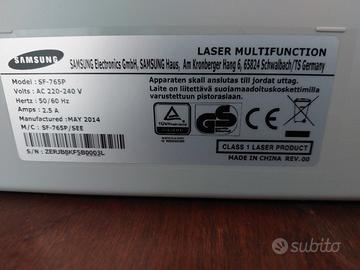 SAMSUNG
LASER MULTIFUNCTION
SAMSUNG Electronics GmbH, SAMSUNG Haus, Am Kronberger Hang 6, 65824 Schwalbach/TS Germany
Model : SF-765P
Volts : AC 220-240 V
Hertz : 50/60 Hz
Amps : 2.5 A
Manufactured :MAY 2014
M/C : SF-765P/SEE
S/N : ZERJB8KF5B0003L
Apparaten skall anslutas till jordat uttag.
Laite on liitettävä suojamaadoituskoskettimilla
varustettuun pistorasiaan.
CLASS 1 LASER PRODUCT
MADE IN CHINA REV.00
subito